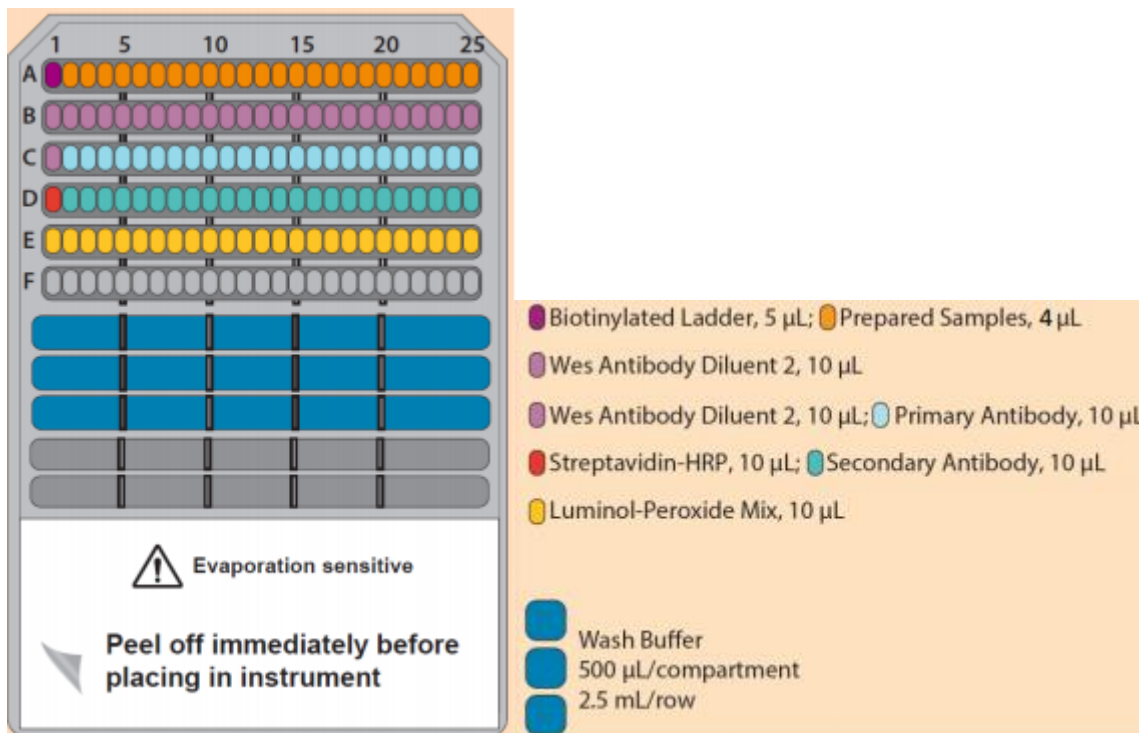 1 5 10 15 20 25
A
B
C
D
E
F
Biotinylated Ladder, 5 µL; Prepared Samples, 4 µL
Wes Antibody Diluent 2, 10 µL
Wes Antibody Diluent 2, 10 µL; Primary Antibody, 10 µL
Streptavidin-HRP, 10 µL; Secondary Antibody, 10 µL
Luminol-Peroxide Mix, 10 µL
Evaporation sensitive
Peel off immediately before
placing in instrument
Wash Buffer
500 µL/compartment
2.5 mL/row